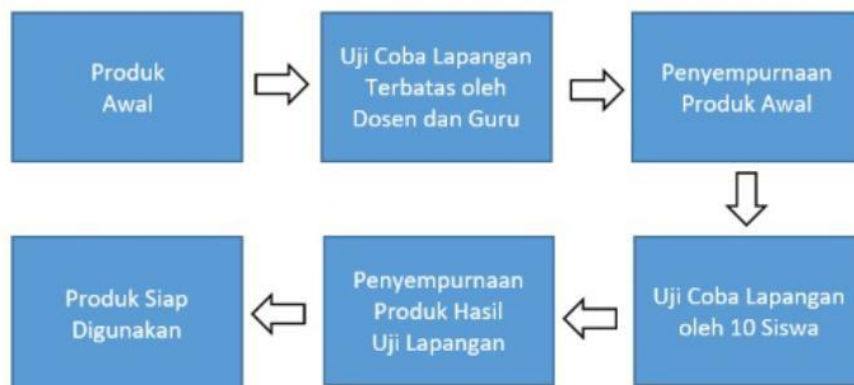 Produk
Awal
Uji Coba Lapangan
Terbatas oleh
Dosen dan Guru
Penyempurnaan
Produk Awal
Uji Coba Lapangan
oleh 10 Siswa
Penyempurnaan
Produk Hasil
Uji Lapangan
Produk Siap
Digunakan